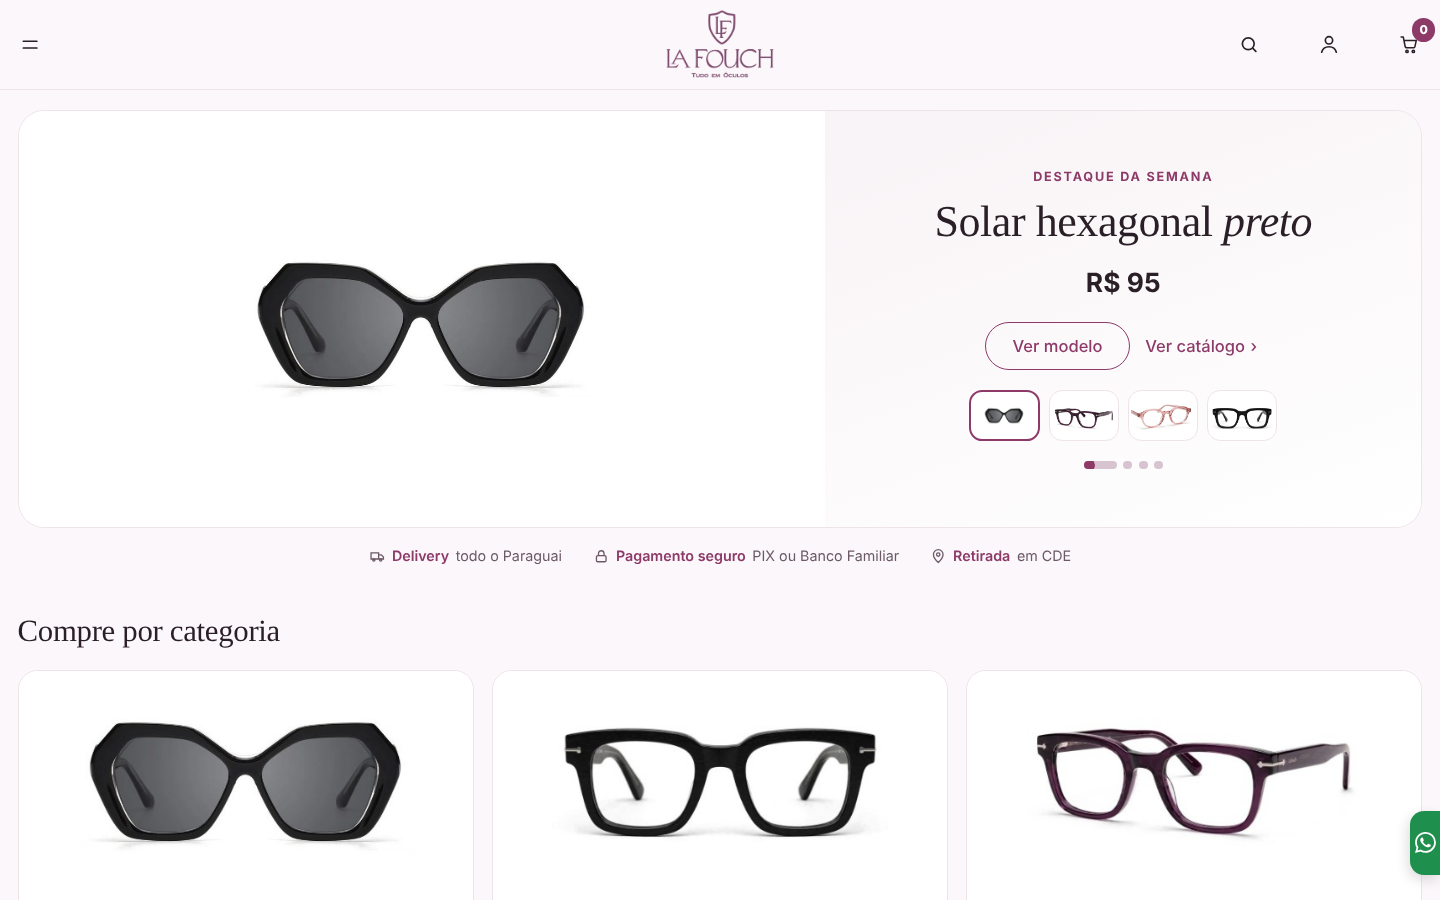 LF
LA FOUCH
TUDO EM ÓCULOS
0
DESTAQUE DA SEMANA
Solar hexagonal preto
R$ 95
Ver modelo
Ver catálogo ›
Delivery todo o Paraguai
Pagamento seguro PIX ou Banco Familiar
Retirada em CDE
Compre por categoria